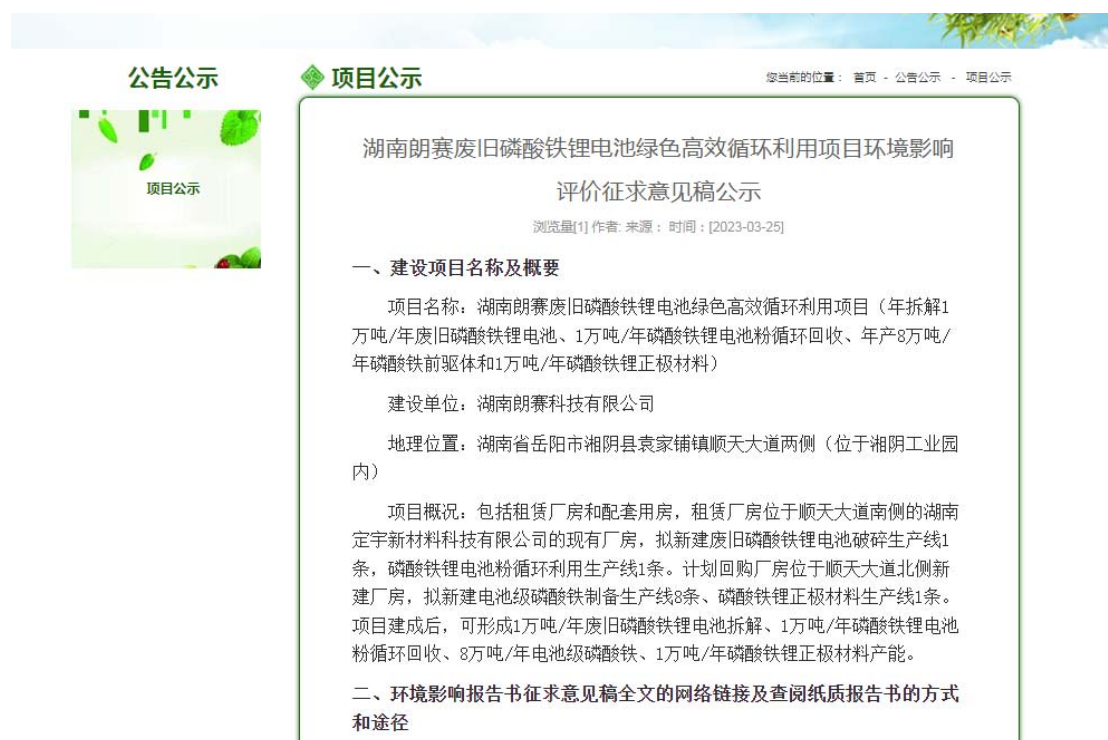 公告公示
项目公示
项目公示
您当前的位置： 首页 - 公告公示 - 项目公示
湖南朗赛废旧磷酸铁锂电池绿色高效循环利用项目环境影响
评价征求意见稿公示
浏览量[1] 作者: 来源： 时间：[2023-03-25]
一、建设项目名称及概要
项目名称：湖南朗赛废旧磷酸铁锂电池绿色高效循环利用项目（年拆解1
万吨/年废旧磷酸铁锂电池、1万吨/年磷酸铁锂电池粉循环回收、年产8万吨/
年磷酸铁前驱体和1万吨/年磷酸铁锂正极材料）
建设单位：湖南朗赛科技有限公司
地理位置：湖南省岳阳市湘阴县袁家铺镇顺天大道两侧（位于湘阴工业园
内）
项目概况：包括租赁厂房和配套用房，租赁厂房位于顺天大道南侧的湖南
定宇新材料科技有限公司的现有厂房，拟新建废旧磷酸铁锂电池破碎生产线1
条，磷酸铁锂电池粉循环利用生产线1条。计划回购厂房位于顺天大道北侧新
建厂房，拟新建电池级磷酸铁制备生产线8条、磷酸铁锂正极材料生产线1条。
项目建成后，可形成1万吨/年废旧磷酸铁锂电池拆解、1万吨/年磷酸铁锂电池
粉循环回收、8万吨/年电池级磷酸铁、1万吨/年磷酸铁锂正极材料产能。
二、环境影响报告书征求意见稿全文的网络链接及查阅纸质报告书的方式
和途径